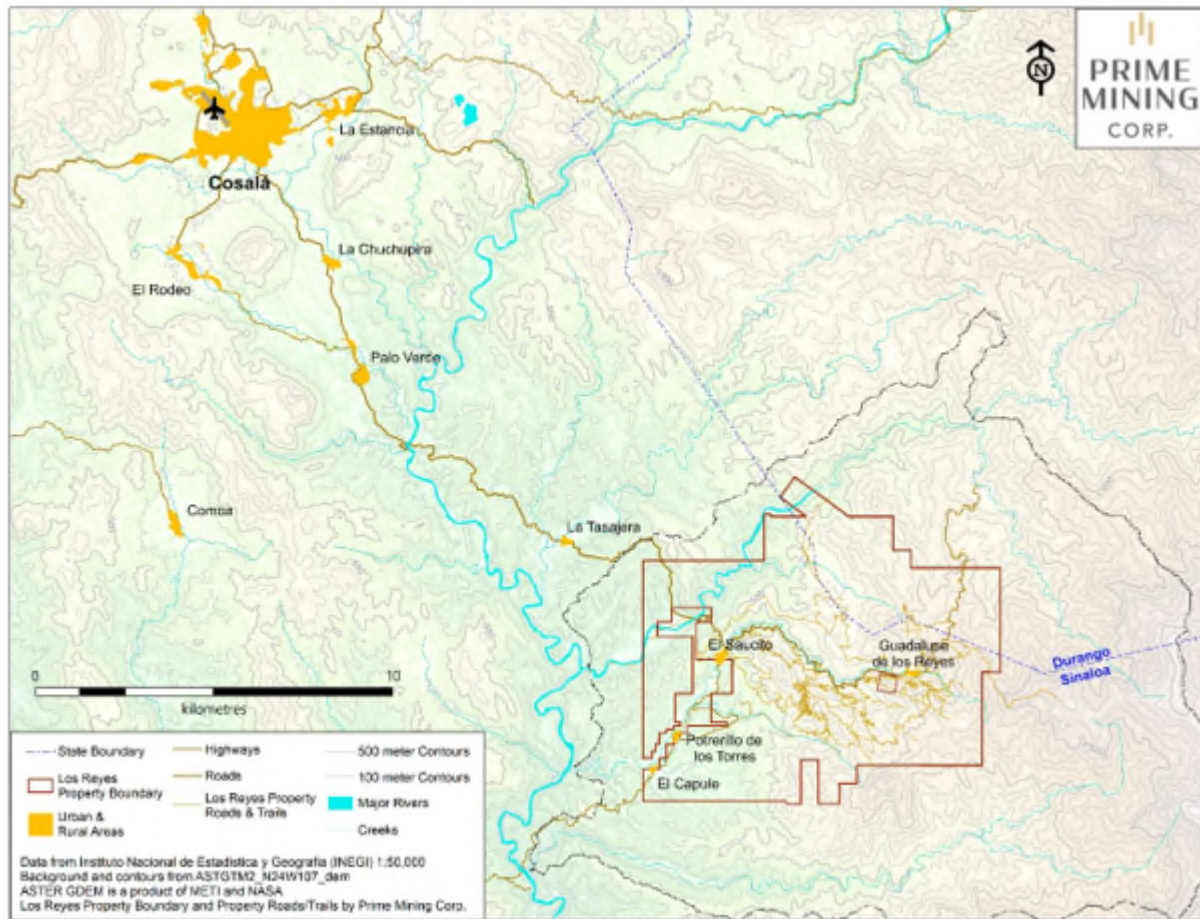 PRIME
MINING
CORP.
N
La Estancia
Cosalá
La Chuchupira
El Rodeo
Palo Verde
Comoa
La Tasajera
El Saucito
Guadalupe
de los Reyes
Durango
Sinaloa
Potrerillo de
los Torres
El Capule
0
10
kilometres
State Boundary
Los Reyes
Property Boundary
Urban &
Rural Areas
Highways
Roads
Los Reyes Property
Roads & Trails
500 meter Contours
100 meter Contours
Major Rivers
Creeks
Data from Instituto Nacional de Estadística y Geografía (INEGI) 1:50,000
Background and contours from ASTGTM2_N24W107_dem
ASTER GDEM is a product of METI and NASA
Los Reyes Property Boundary and Property Roads/Trails by Prime Mining Corp.